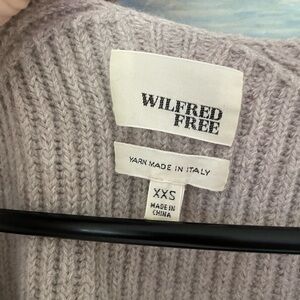 WILFRED
FREE
YARN MADE IN ITALY
XXS
MADE IN
CHINA